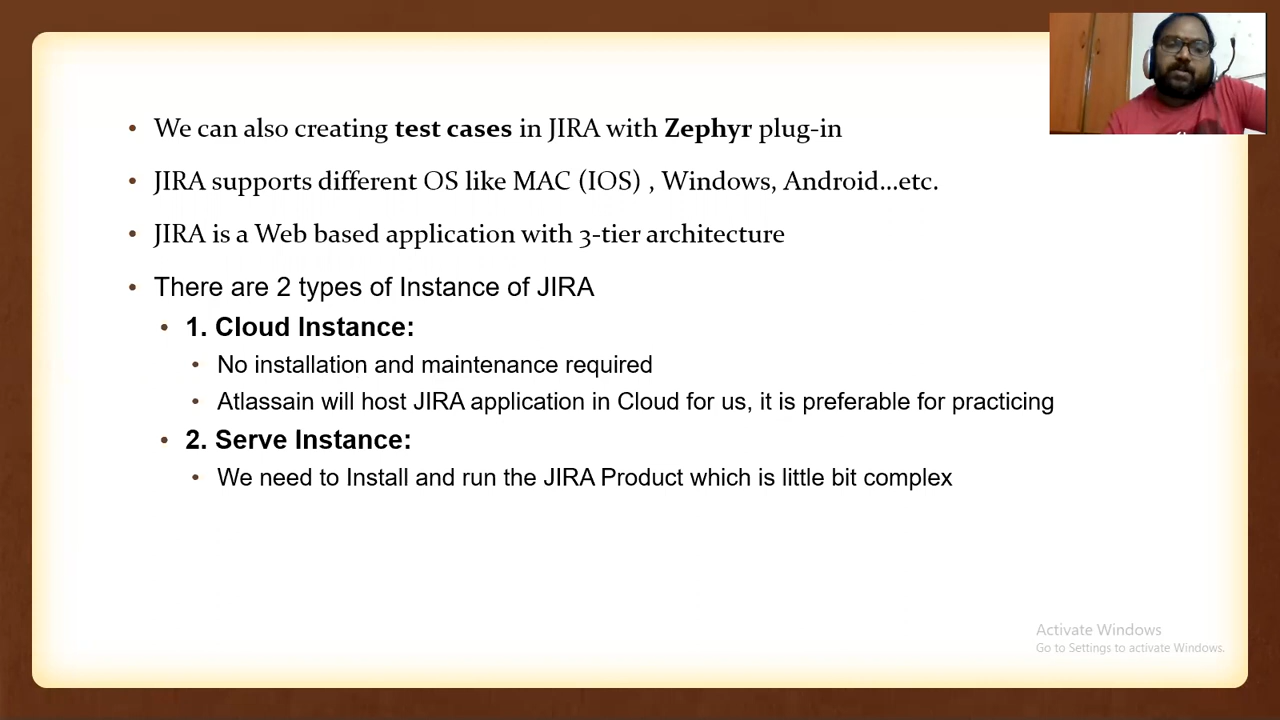 • We can also creating test cases in JIRA with Zephyr plug-in
• JIRA supports different OS like MAC (IOS) , Windows, Android...etc.
• JIRA is a Web based application with 3-tier architecture
• There are 2 types of Instance of JIRA
• 1. Cloud Instance:
• No installation and maintenance required
• Atlassain will host JIRA application in Cloud for us, it is preferable for practicing
• 2. Serve Instance:
• We need to Install and run the JIRA Product which is little bit complex
Activate Windows
Go to Settings to activate Windows.